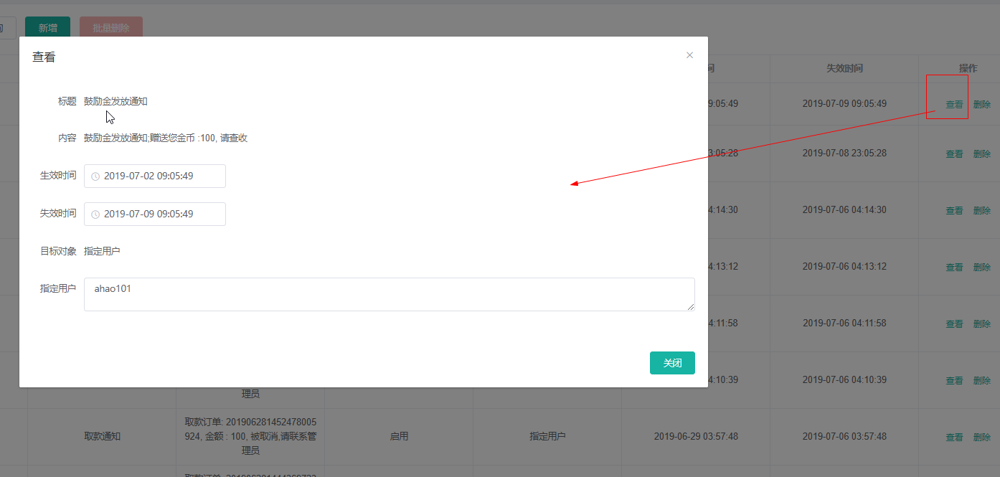 新增 批量删除
查看
标题 鼓励金发放通知
内容 鼓励金发放通知;赠送您金币 :100, 请查收
生效时间 2019-07-02 09:05:49
失效时间 2019-07-09 09:05:49
目标对象 指定用户
指定用户 ahao101
关闭
间 失效时间 操作
9:05:49 2019-07-09 09:05:49 查看 删除
3:05:28 2019-07-08 23:05:28 查看 删除
4:14:30 2019-07-06 04:14:30 查看 删除
4:13:12 2019-07-06 04:13:12 查看 删除
4:11:58 2019-07-06 04:11:58 查看 删除
4:10:39 2019-07-06 04:10:39 查看 删除
理员
取款通知 取款订单: 201906281452478005 启用 指定用户 2019-06-29 03:57:48 2019-07-06 03:57:48 查看 删除
924, 金额 : 100, 被取消,请联系管
理员